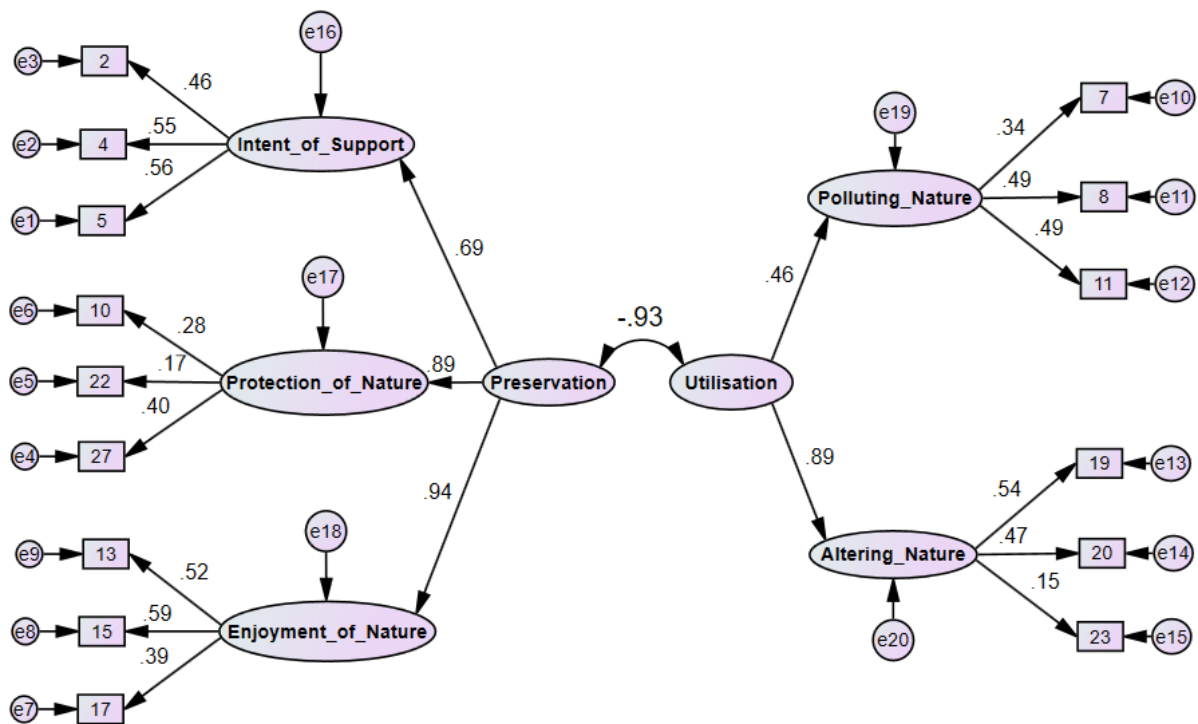 e16
e3
2
.46
e2
4
.55
Intent_of_Support
.56
e1
5
.69
e17
e6
10
.28
e5
22
.17
Protection_of_Nature
.89
Preservation
.40
e4
27
.94
e18
e9
13
.52
e8
15
.59
Enjoyment_of_Nature
.39
e7
17
-.93
Utilisation
e19
7
e10
.34
Polluting_Nature
.49
8
e11
.49
11
e12
.46
.89
19
e13
.54
Altering_Nature
.47
20
e14
.15
23
e15
e20